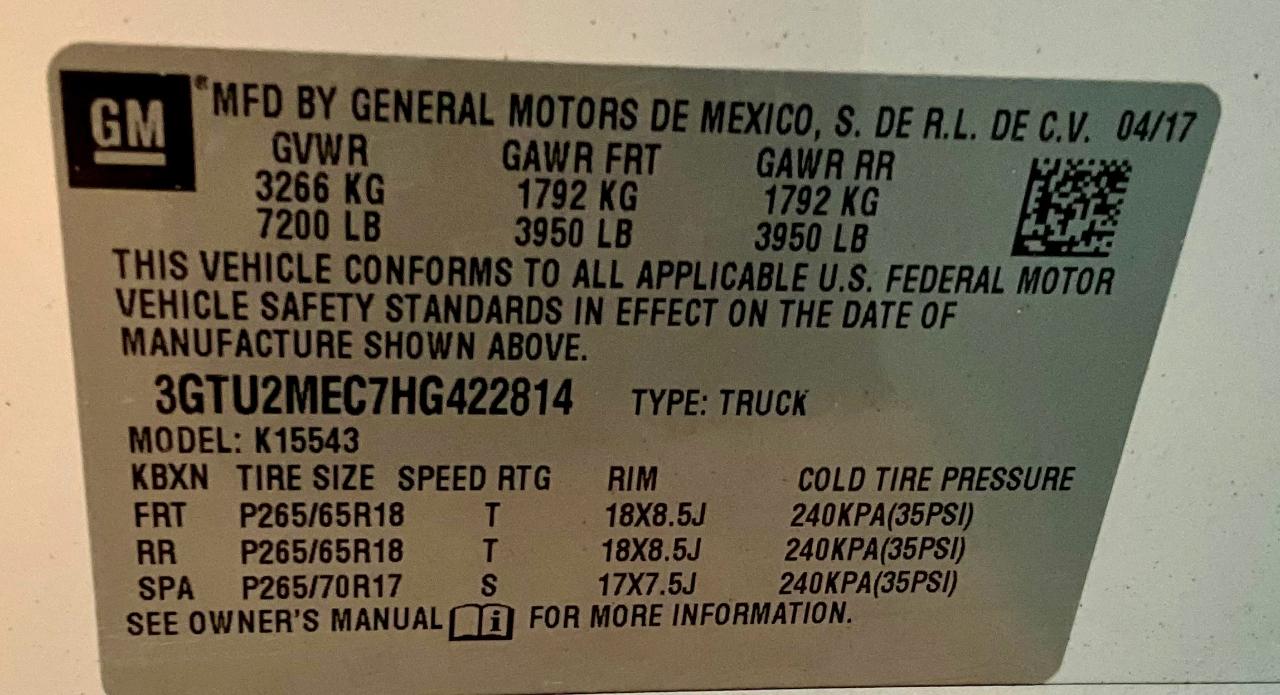 GM
® MFD BY GENERAL MOTORS DE MEXICO, S. DE R.L. DE C.V. 04/17
GVWR GAWR FRT GAWR RR
3266 KG 1792 KG 1792 KG
7200 LB 3950 LB 3950 LB
THIS VEHICLE CONFORMS TO ALL APPLICABLE U.S. FEDERAL MOTOR
VEHICLE SAFETY STANDARDS IN EFFECT ON THE DATE OF
MANUFACTURE SHOWN ABOVE.
3GTU2MEC7HG422814 TYPE: TRUCK
MODEL: K15543
KBXN TIRE SIZE SPEED RTG RIM COLD TIRE PRESSURE
FRT P265/65R18 T 18X8.5J 240KPA(35PSI)
RR P265/65R18 T 18X8.5J 240KPA(35PSI)
SPA P265/70R17 S 17X7.5J 240KPA(35PSI)
SEE OWNER'S MANUAL i FOR MORE INFORMATION.